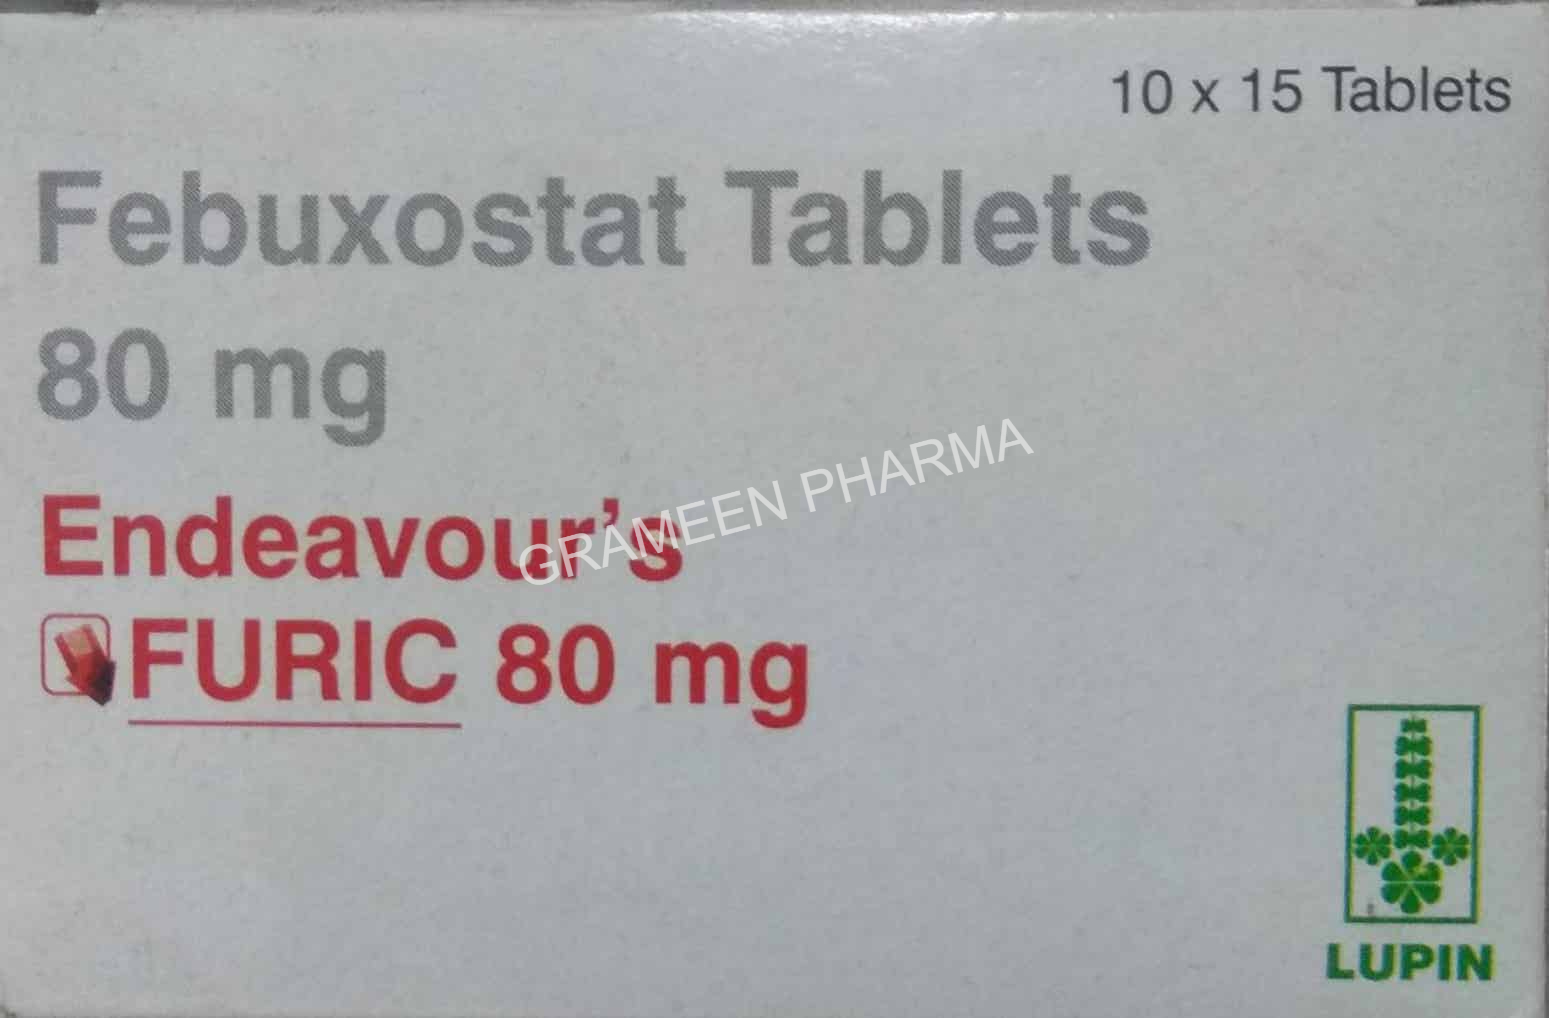 10 x 15 Tablets
Febuxostat Tablets
80 mg
Endeavour's
FURIC 80 mg
GRAMEEN PHARMA
LUPIN